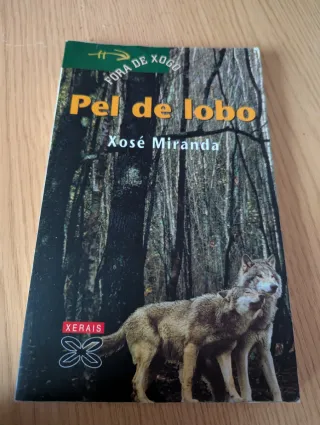 FORA DE XOGO
Pel de lobo
Xosé Miranda
XERAIS